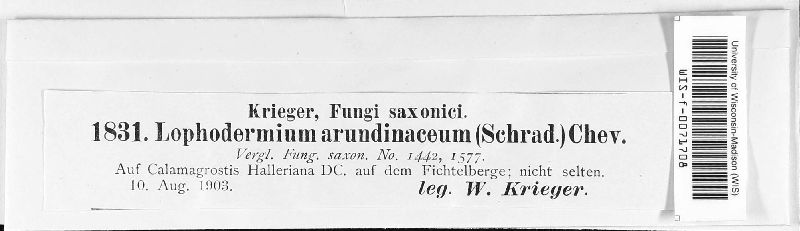 Krieger, Fungi saxonici.
1831. Lophodermium arundinaceum (Schrad.) Chev.
Vergl. Fung. saxon. No. 1442, 1577.
Auf Calamagrostis Halleriana DC. auf dem Fichtelberge; nicht selten.
10. Aug. 1903. leg. W. Krieger.
University of Wisconsin-Madison (WIS)
WIS-f-0071708